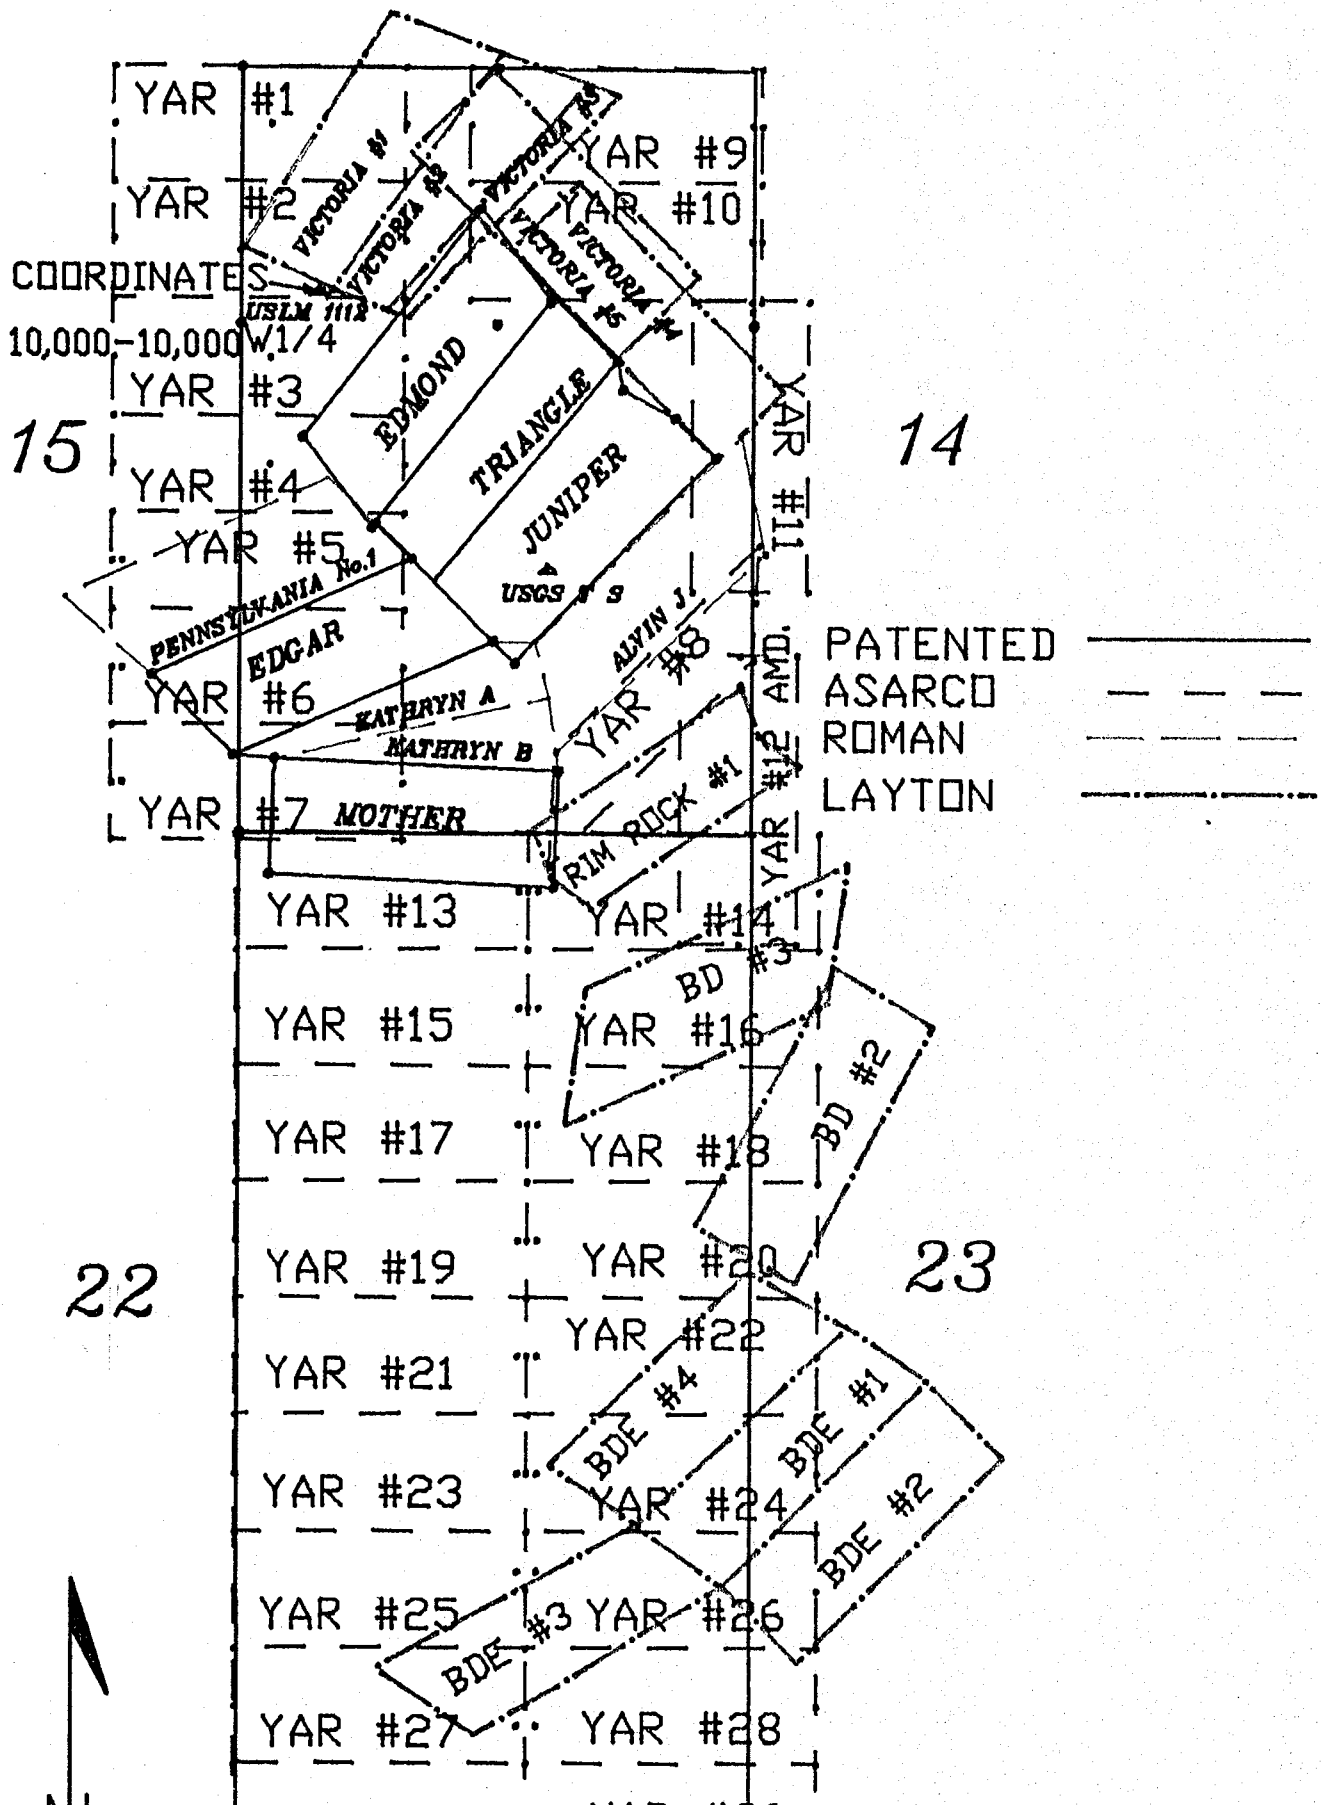 YAR #1
VICTORIA #1
VICTORIA #2
VICTORIA #3
YAR #9
YAR #2
YAR #10
VICTORIA #4
VICTORIA #5
COORDINATES
USLM 1112
10,000-10,000
W1/4
YAR #3
EDMOND
TRIANGLE
15
14
YAR #4
JUNIPER
YAR #11
YAR #5
PENNSYLVANIA No.1
USGS
S
ALVIN J.
EDGAR
YAR #8
PATENTED
ASARCO
ROMAN
LAYTON
YAR #6
KATHRYN A
KATHRYN B
YAR #12 AMD.
YAR #7
MOTHER
RIM ROCK #1
YAR #13
YAR #14
BD #3
YAR #15
YAR #16
BD #2
YAR #17
YAR #18
22
23
YAR #19
YAR #20
YAR #22
YAR #21
BDE #4
BDE #1
YAR #23
YAR #24
BDE #2
YAR #25
YAR #26
BDE #3
YAR #27
YAR #28
N